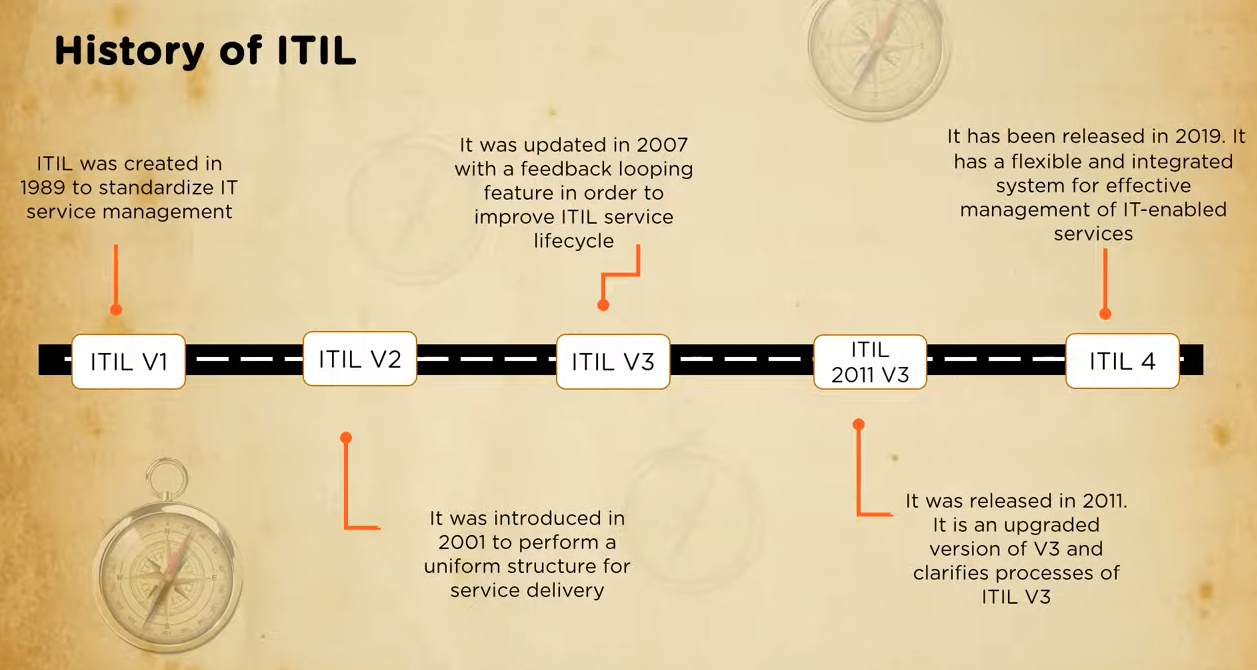 History of ITIL
ITIL was created in
1989 to standardize IT
service management
It was updated in 2007
with a feedback looping
feature in order to
improve ITIL service
lifecycle
It has been released in 2019. It
has a flexible and integrated
system for effective
management of IT-enabled
services
ITIL V1
ITIL V2
ITIL V3
ITIL
2011 V3
ITIL 4
It was introduced in
2001 to perform a
uniform structure for
service delivery
It was released in 2011.
It is an upgraded
version of V3 and
clarifies processes of
ITIL V3